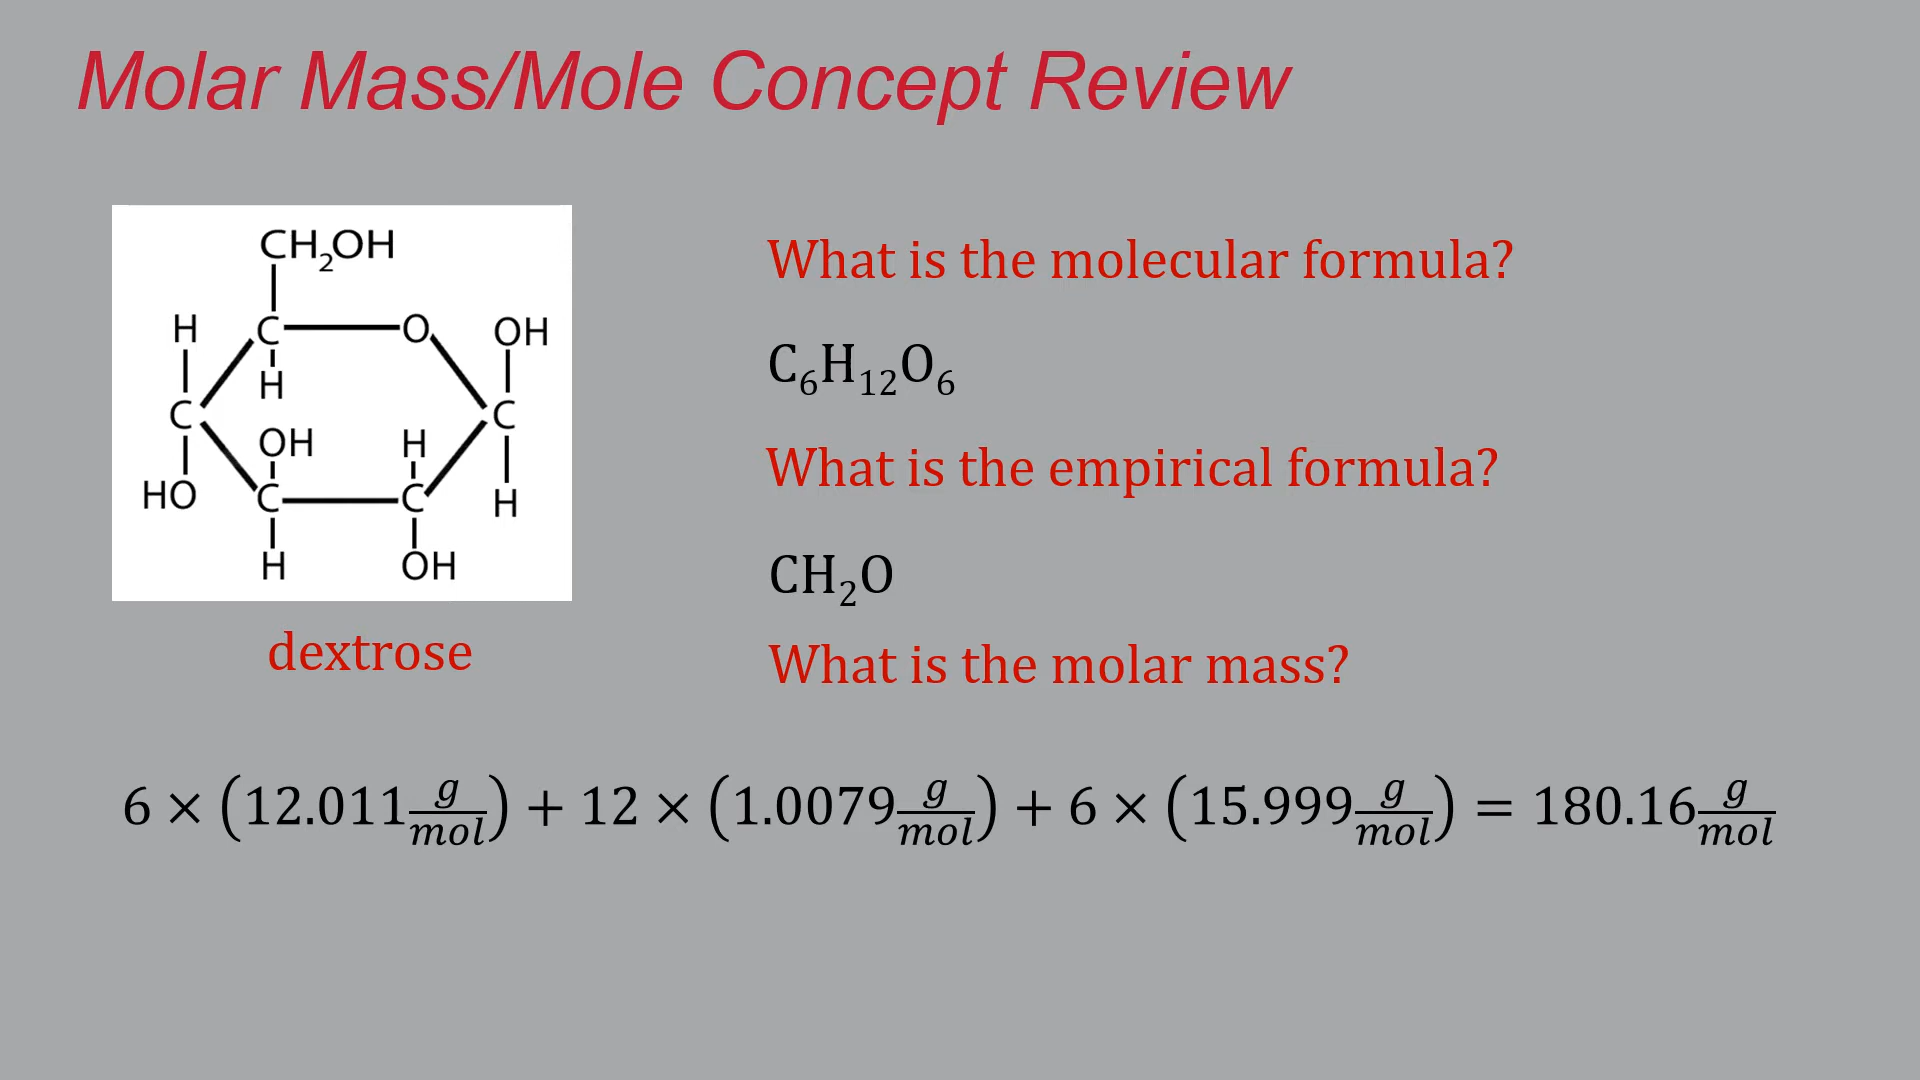 Molar Mass/Mole Concept Review
CH₂OH
H C O OH
H
C C
OH H
HO C C H
H OH
dextrose
What is the molecular formula?
C₆H₁₂O₆
What is the empirical formula?
CH₂O
What is the molar mass?
6 × (12.011 g/mol) + 12 × (1.0079 g/mol) + 6 × (15.999 g/mol) = 180.16 g/mol